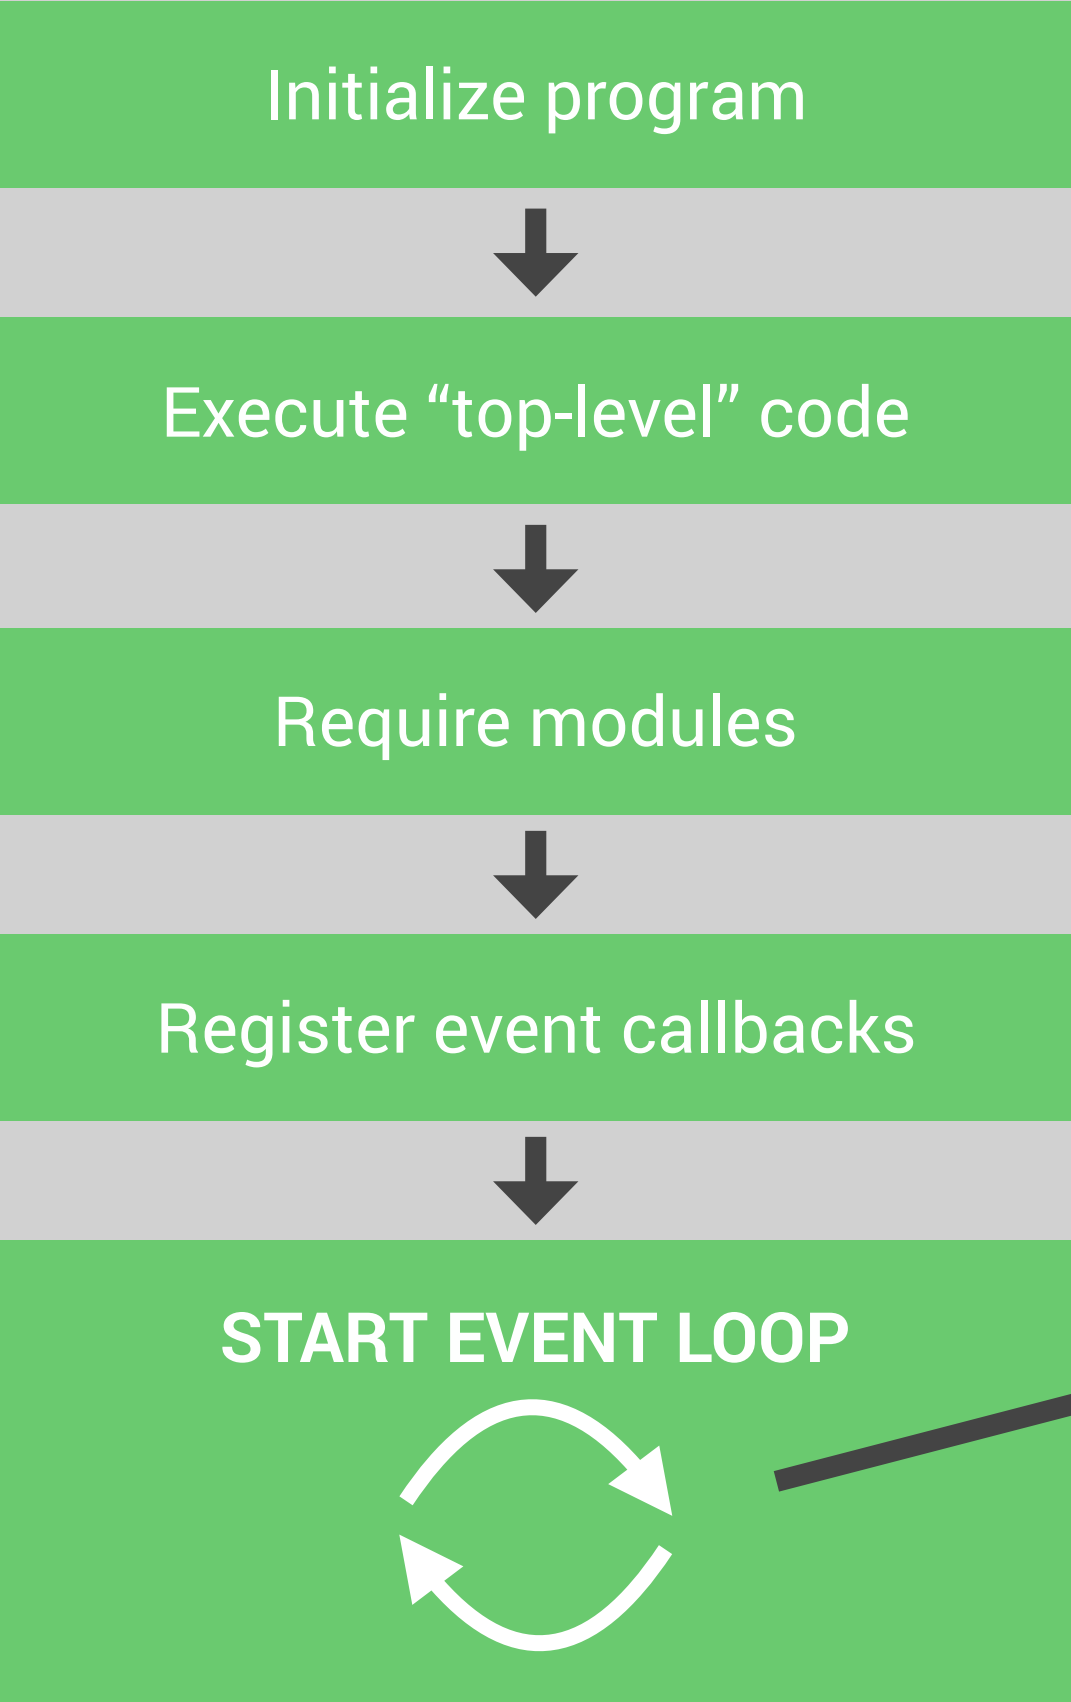 Initialize program
Execute “top-level” code
Require modules
Register event callbacks
START EVENT LOOP